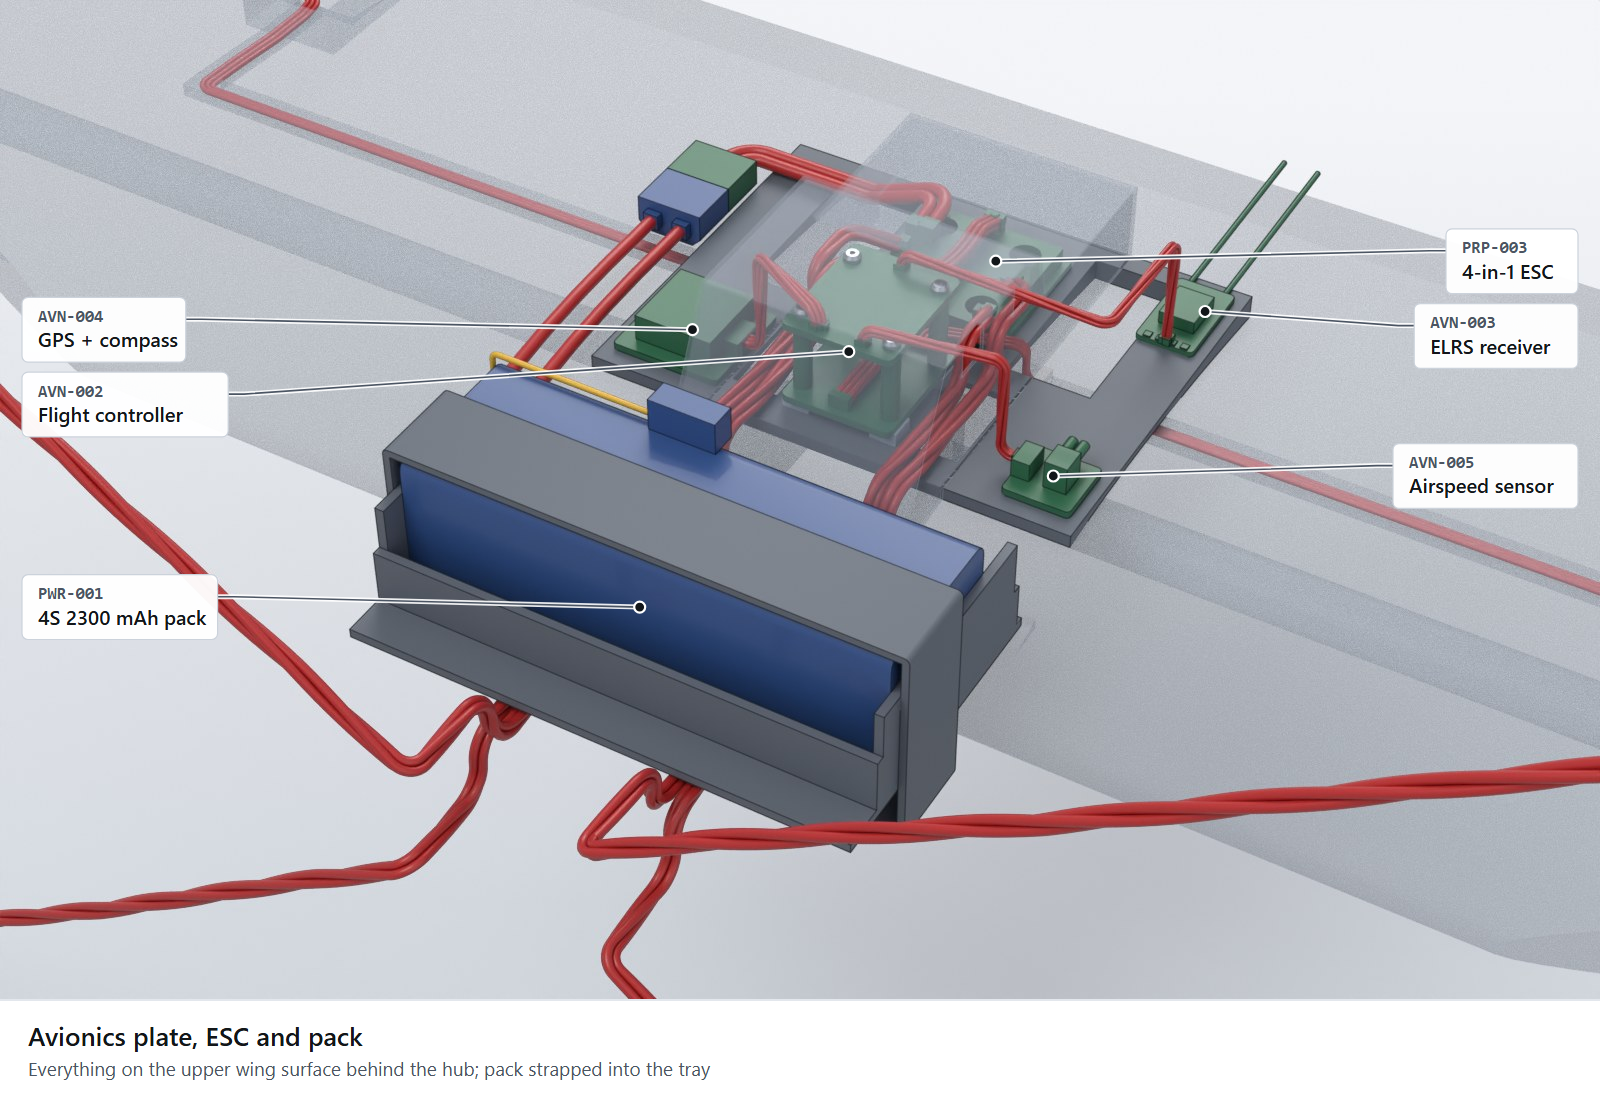 PRP-003
4-in-1 ESC
AVN-004
GPS + compass
AVN-003
ELRS receiver
AVN-002
Flight controller
AVN-005
Airspeed sensor
PWR-001
4S 2300 mAh pack
Avionics plate, ESC and pack
Everything on the upper wing surface behind the hub; pack strapped into the tray